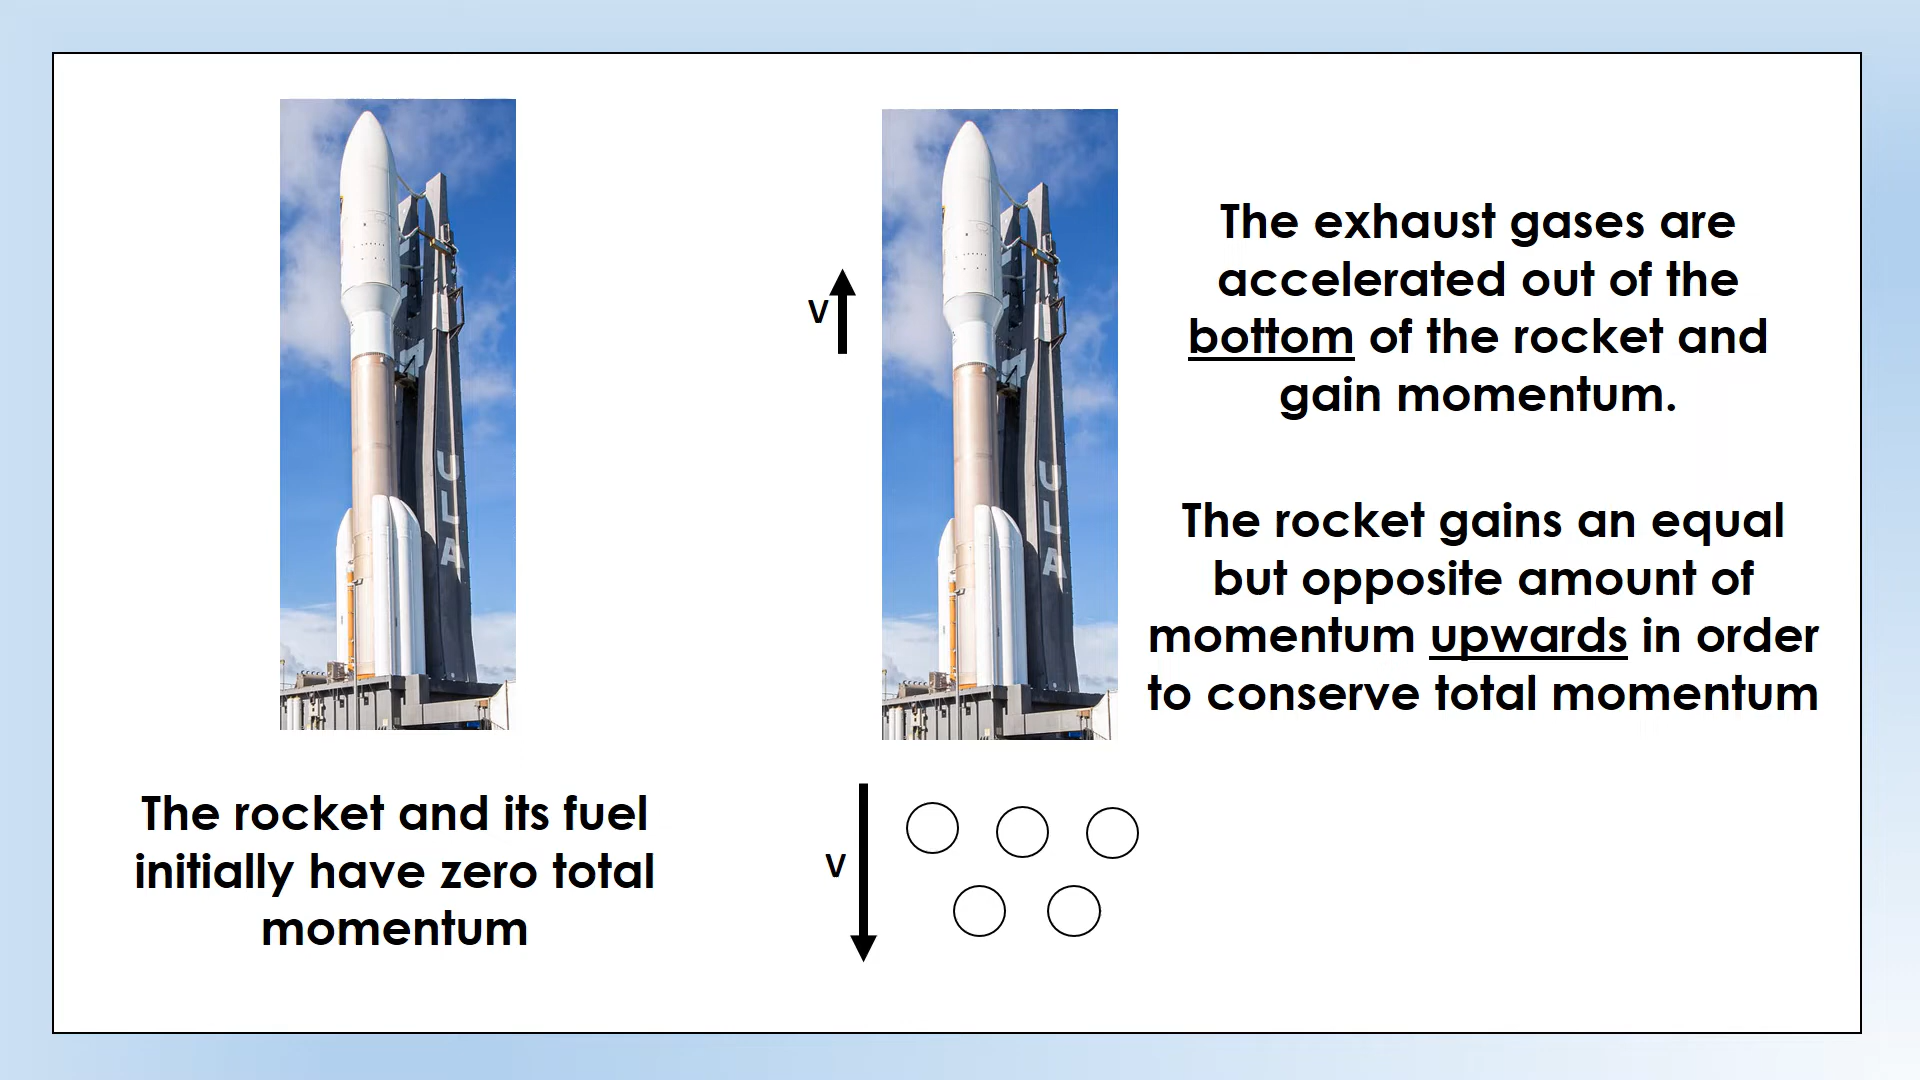 U
L
A
The rocket and its fuel
initially have zero total
momentum
v
U
L
A
v
The exhaust gases are
accelerated out of the
bottom of the rocket and
gain momentum.
The rocket gains an equal
but opposite amount of
momentum upwards in order
to conserve total momentum